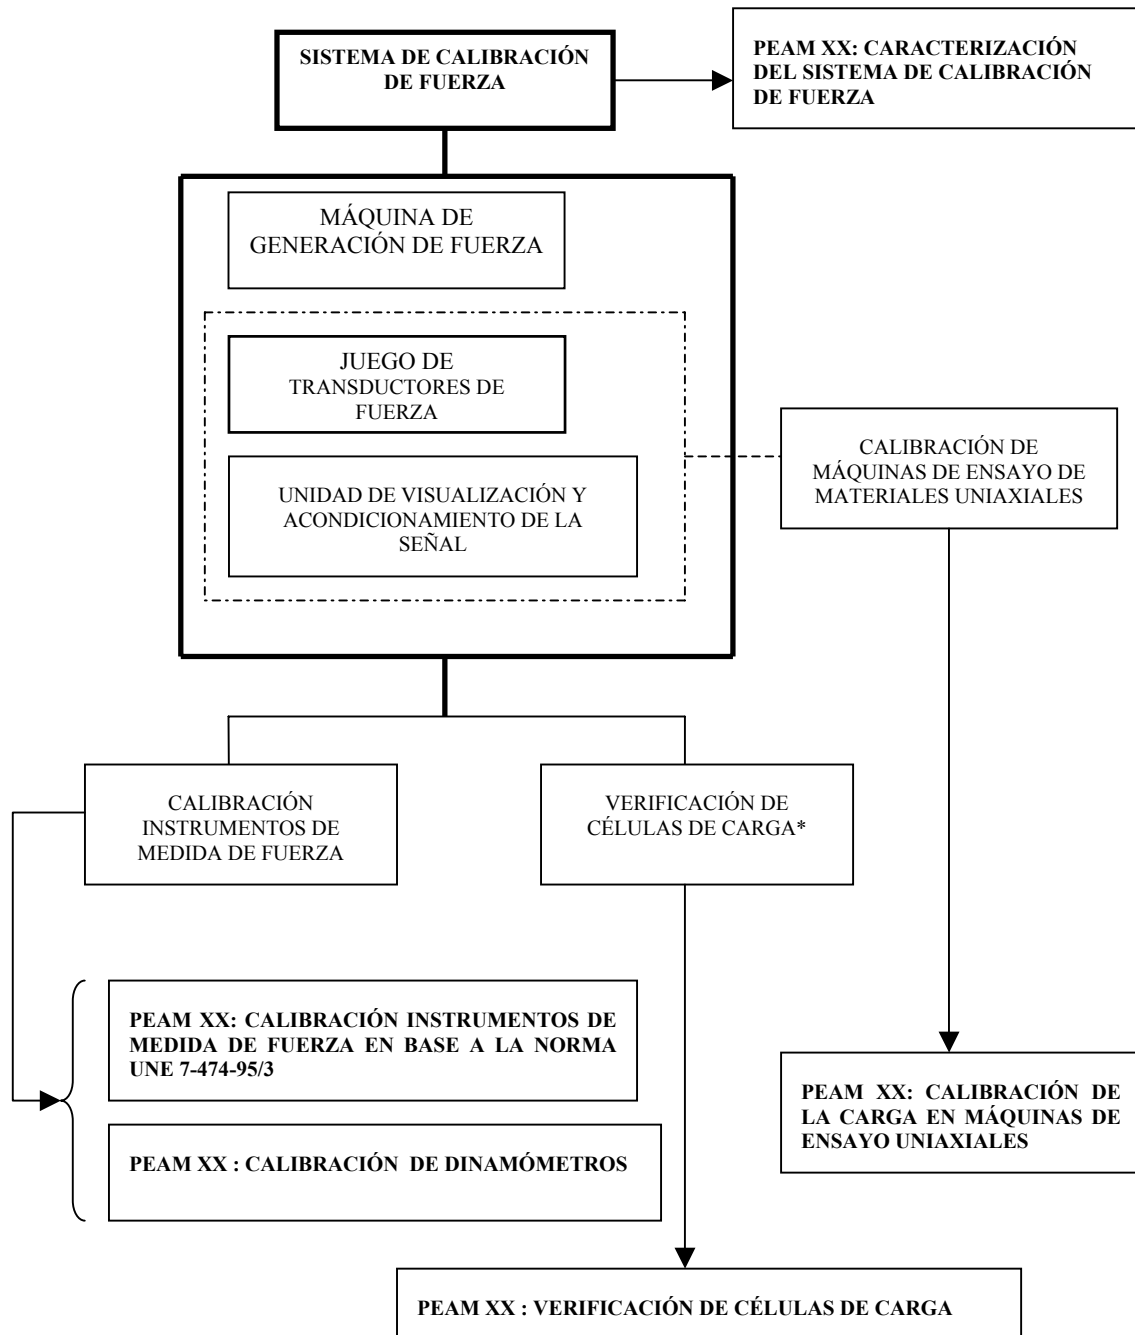 SISTEMA DE CALIBRACIÓN
DE FUERZA
PEAM XX: CARACTERIZACIÓN
DEL SISTEMA DE CALIBRACIÓN
DE FUERZA
MÁQUINA DE
GENERACIÓN DE FUERZA
JUEGO DE
TRANSDUCTORES DE
FUERZA
UNIDAD DE VISUALIZACIÓN Y
ACONDICIONAMIENTO DE LA
SEÑAL
CALIBRACIÓN DE
MÁQUINAS DE ENSAYO DE
MATERIALES UNIAXIALES
CALIBRACIÓN
INSTRUMENTOS DE
MEDIDA DE FUERZA
VERIFICACIÓN DE
CÉLULAS DE CARGA*
PEAM XX: CALIBRACIÓN INSTRUMENTOS DE
MEDIDA DE FUERZA EN BASE A LA NORMA
UNE 7-474-95/3
PEAM XX : CALIBRACIÓN DE DINAMÓMETROS
PEAM XX: CALIBRACIÓN DE
LA CARGA EN MÁQUINAS DE
ENSAYO UNIAXIALES
PEAM XX : VERIFICACIÓN DE CÉLULAS DE CARGA